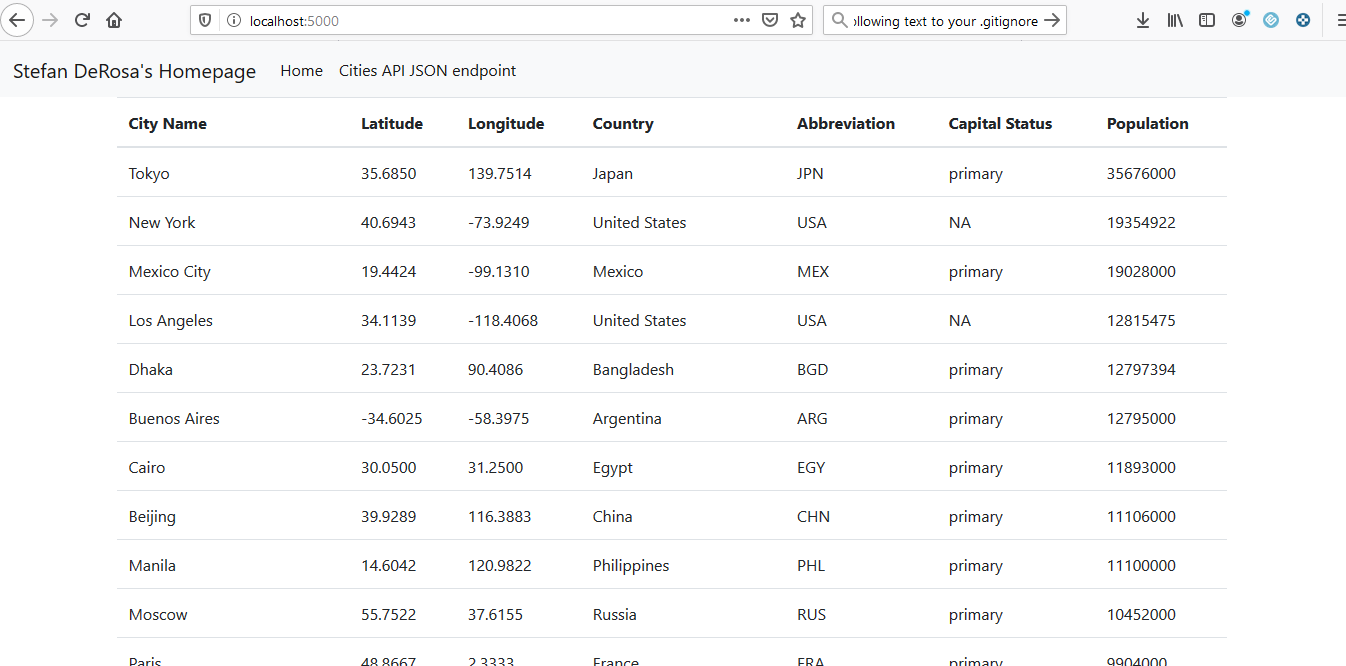 localhost:5000 ollowing text to your .gitignore
Stefan DeRosa's Homepage Home Cities API JSON endpoint
City Name Latitude Longitude Country Abbreviation Capital Status Population
Tokyo 35.6850 139.7514 Japan JPN primary 35676000
New York 40.6943 -73.9249 United States USA NA 19354922
Mexico City 19.4424 -99.1310 Mexico MEX primary 19028000
Los Angeles 34.1139 -118.4068 United States USA NA 12815475
Dhaka 23.7231 90.4086 Bangladesh BGD primary 12797394
Buenos Aires -34.6025 -58.3975 Argentina ARG primary 12795000
Cairo 30.0500 31.2500 Egypt EGY primary 11893000
Beijing 39.9289 116.3883 China CHN primary 11106000
Manila 14.6042 120.9822 Philippines PHL primary 11100000
Moscow 55.7522 37.6155 Russia RUS primary 10452000
Paris 48.8667 2.3333 France FRA primary 9904000